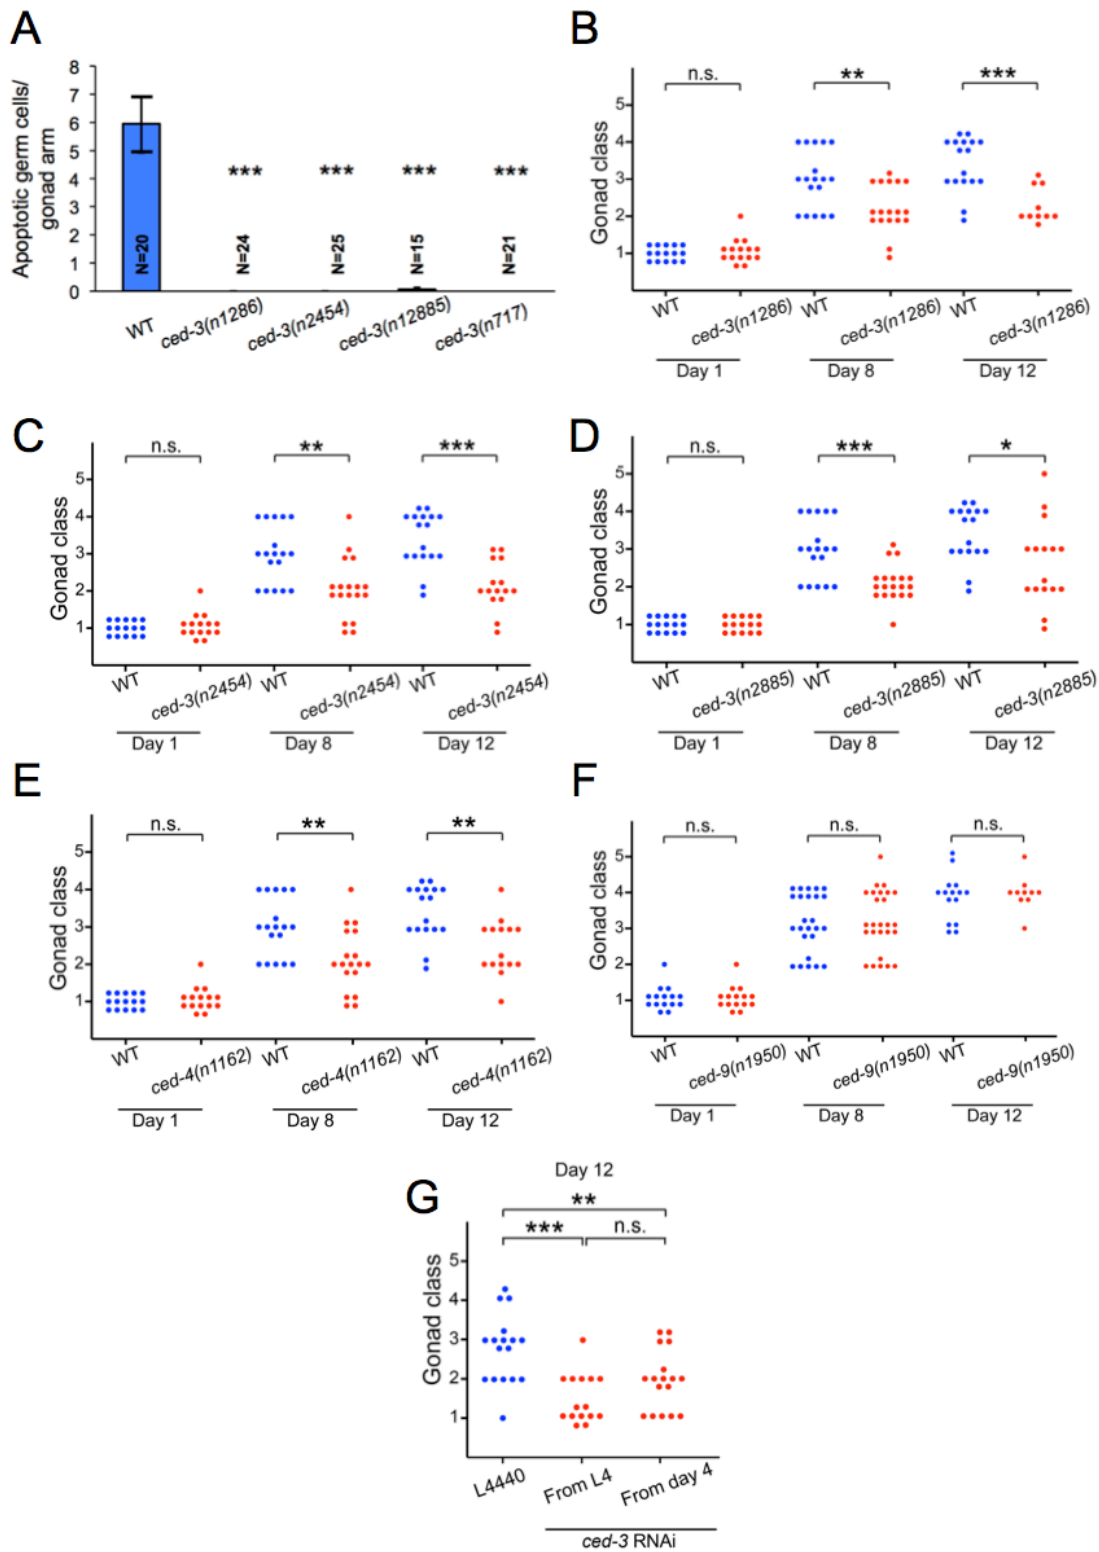 A
Apoptotic germ cells/
gonad arm
8
7
6
5
4
3
2
1
0
***
***
***
***
N=20
N=24
N=25
N=15
N=21
WT
ced-3(n1286)
ced-3(n2454)
ced-3(n12885)
ced-3(n717)
B
Gonad class
5
4
3
2
1
n.s.
**
***
WT
ced-3(n1286)
WT
ced-3(n1286)
WT
ced-3(n1286)
Day 1
Day 8
Day 12
C
Gonad class
5
4
3
2
1
n.s.
**
***
WT
ced-3(n2454)
WT
ced-3(n2454)
WT
ced-3(n2454)
Day 1
Day 8
Day 12
D
Gonad class
5
4
3
2
1
n.s.
***
*
WT
ced-3(n2885)
WT
ced-3(n2885)
WT
ced-3(n2885)
Day 1
Day 8
Day 12
E
Gonad class
5
4
3
2
1
n.s.
**
**
WT
ced-4(n1162)
WT
ced-4(n1162)
WT
ced-4(n1162)
Day 1
Day 8
Day 12
F
Gonad class
5
4
3
2
1
n.s.
n.s.
n.s.
WT
ced-9(n1950)
WT
ced-9(n1950)
WT
ced-9(n1950)
Day 1
Day 8
Day 12
G
Day 12
**
***
n.s.
Gonad class
5
4
3
2
1
L4440
From L4
From day 4
ced-3 RNAi